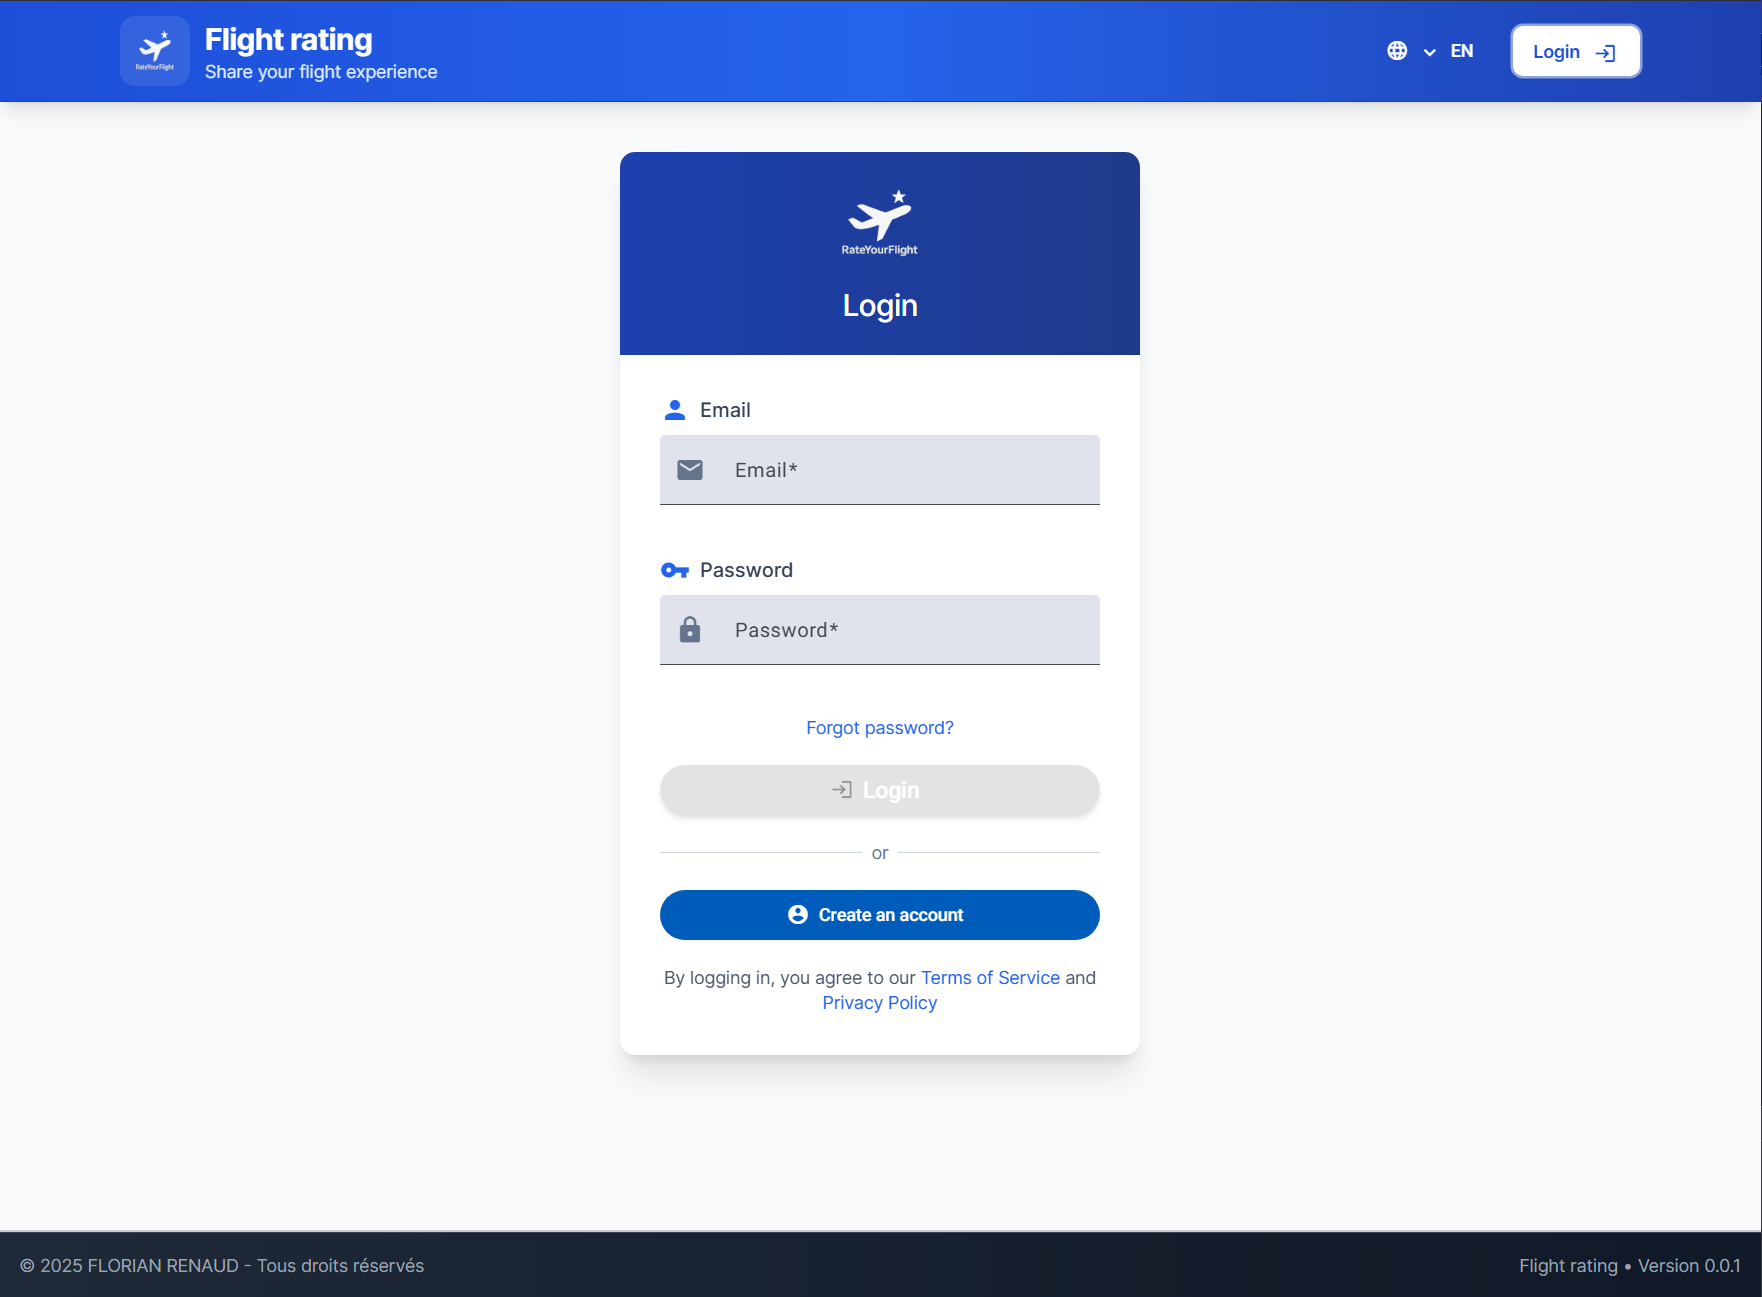 RateYourFlight
Flight rating
Share your flight experience
EN
Login
RateYourFlight
Login
Email
Email*
Password
Password*
Forgot password?
Login
or
Create an account
By logging in, you agree to our Terms of Service and
Privacy Policy
© 2025 FLORIAN RENAUD - Tous droits réservés
Flight rating • Version 0.0.1